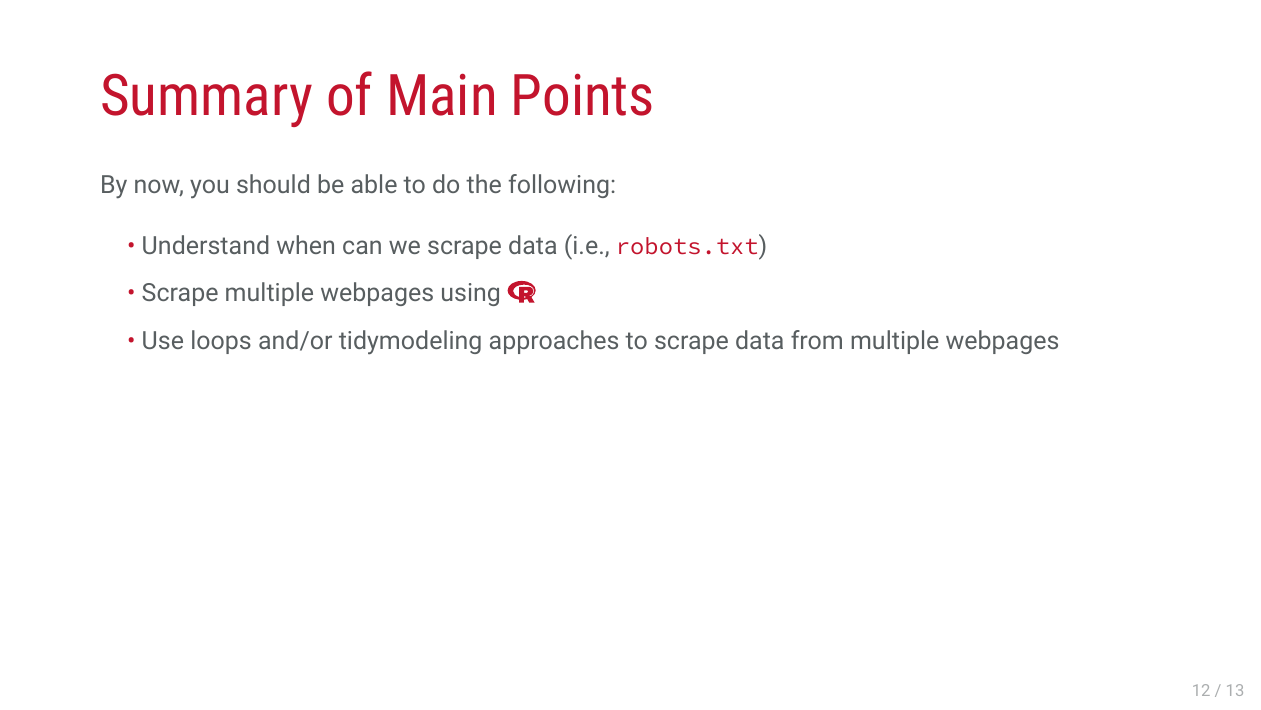 Summary of Main Points
By now, you should be able to do the following:
• Understand when can we scrape data (i.e., robots.txt)
• Scrape multiple webpages using R
• Use loops and/or tidymodeling approaches to scrape data from multiple webpages
12 / 13